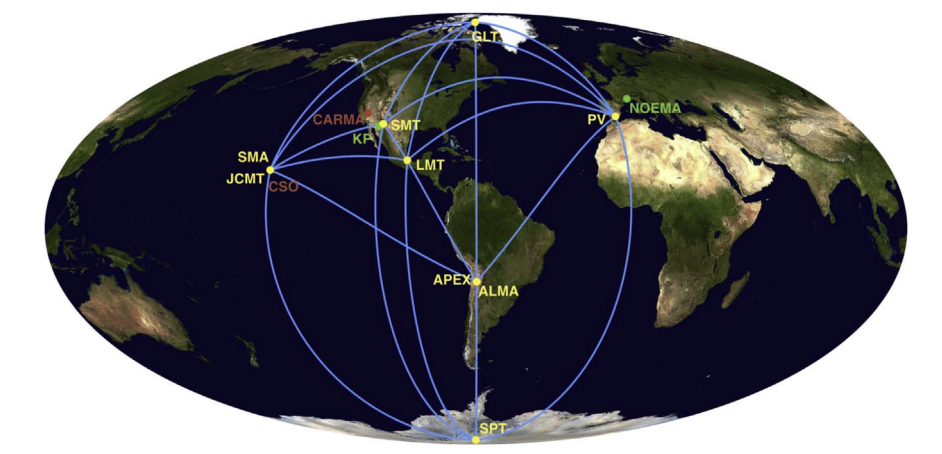 GLT
NOEMA
CARMA
SMT
PV
KP
SMA
LMT
JCMT
CSO
APEX
ALMA
SPT